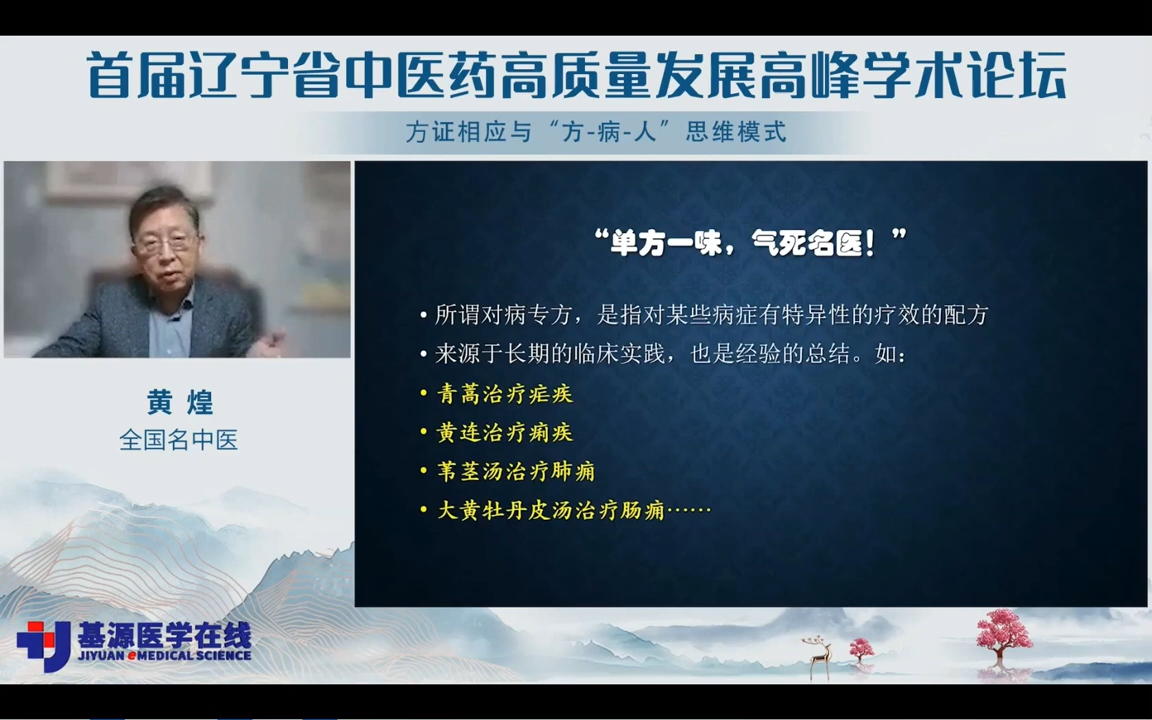 首届辽宁省中医药高质量发展高峰学术论坛
方证相应与“方-病-人”思维模式
“单方一味，气死名医！”
• 所谓对病专方，是指对某些病症有特异性的疗效的配方
• 来源于长期的临床实践，也是经验的总结。如：
• 青蒿治疗疟疾
• 黄连治疗痢疾
• 苇茎汤治疗肺痈
• 大黄牡丹皮汤治疗肠痈……
黄 煌
全国名中医
基源医学在线
JIYUAN eMEDICAL SCIENCE